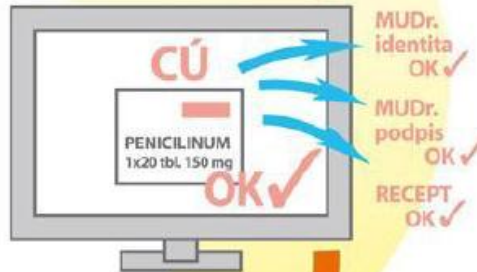 CÚ
PENICILINUM
1x20 tbl. 150 mg
OK
MUDr.
identita
OK
MUDr.
podpis
OK
RECEPT
OK